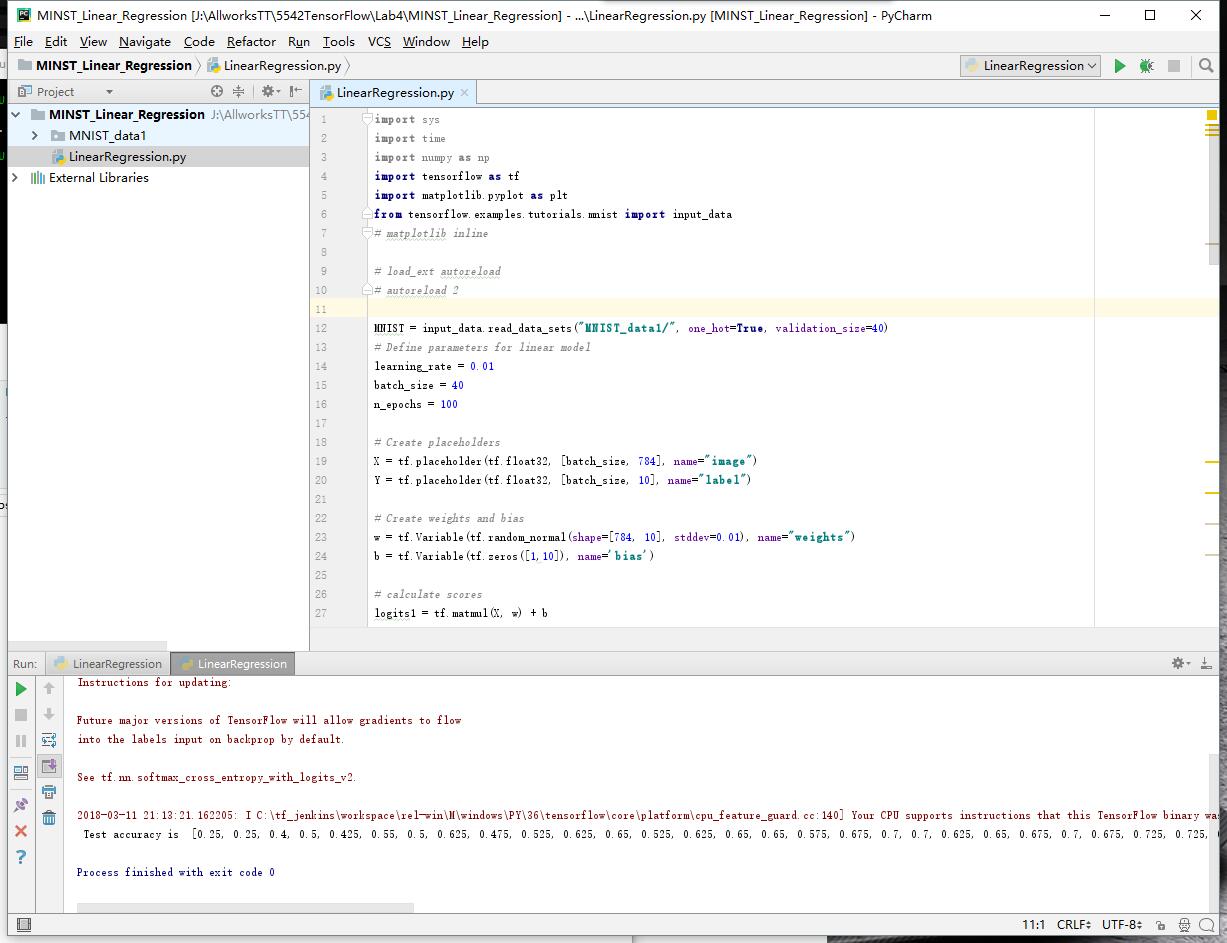 MINST_Linear_Regression [J:\AllworksTT\5542TensorFlow\Lab4\MINST_Linear_Regression] - ...\LinearRegression.py [MINST_Linear_Regression] - PyCharm
File Edit View Navigate Code Refactor Run Tools VCS Window Help
MINST_Linear_Regression LinearRegression.py LinearRegression
Project LinearRegression.py
MINST_Linear_Regression J:\AllworksTT\554
MNIST_data1
LinearRegression.py
External Libraries
1 import sys
2 import time
3 import numpy as np
4 import tensorflow as tf
5 import matplotlib.pyplot as plt
6 from tensorflow.examples.tutorials.mnist import input_data
7 # matplotlib inline
8
9 # load_ext autoreload
10 # autoreload 2
11
12 MNIST = input_data.read_data_sets("MNIST_data1/", one_hot=True, validation_size=40)
13 # Define parameters for linear model
14 learning_rate = 0.01
15 batch_size = 40
16 n_epochs = 100
17
18 # Create placeholders
19 X = tf.placeholder(tf.float32, [batch_size, 784], name="image")
20 Y = tf.placeholder(tf.float32, [batch_size, 10], name="label")
21
22 # Create weights and bias
23 w = tf.Variable(tf.random_normal(shape=[784, 10], stddev=0.01), name="weights")
24 b = tf.Variable(tf.zeros([1,10]), name='bias')
25
26 # calculate scores
27 logits1 = tf.matmul(X, w) + b
Run: LinearRegression LinearRegression
Instructions for updating:
Future major versions of TensorFlow will allow gradients to flow
into the labels input on backprop by default.
See tf.nn.softmax_cross_entropy_with_logits_v2.
2018-03-11 21:13:21.162205: I C:\tf_jenkins\workspace\rel-win\M\windows\PY\36\tensorflow\core\platform\cpu_feature_guard.cc:140] Your CPU supports instructions that this TensorFlow binary was
Test accuracy is [0.25, 0.25, 0.4, 0.5, 0.425, 0.55, 0.5, 0.625, 0.475, 0.525, 0.625, 0.65, 0.525, 0.625, 0.65, 0.65, 0.575, 0.675, 0.7, 0.7, 0.625, 0.65, 0.675, 0.7, 0.675, 0.725, 0.725,
Process finished with exit code 0
11:1 CRLF UTF-8